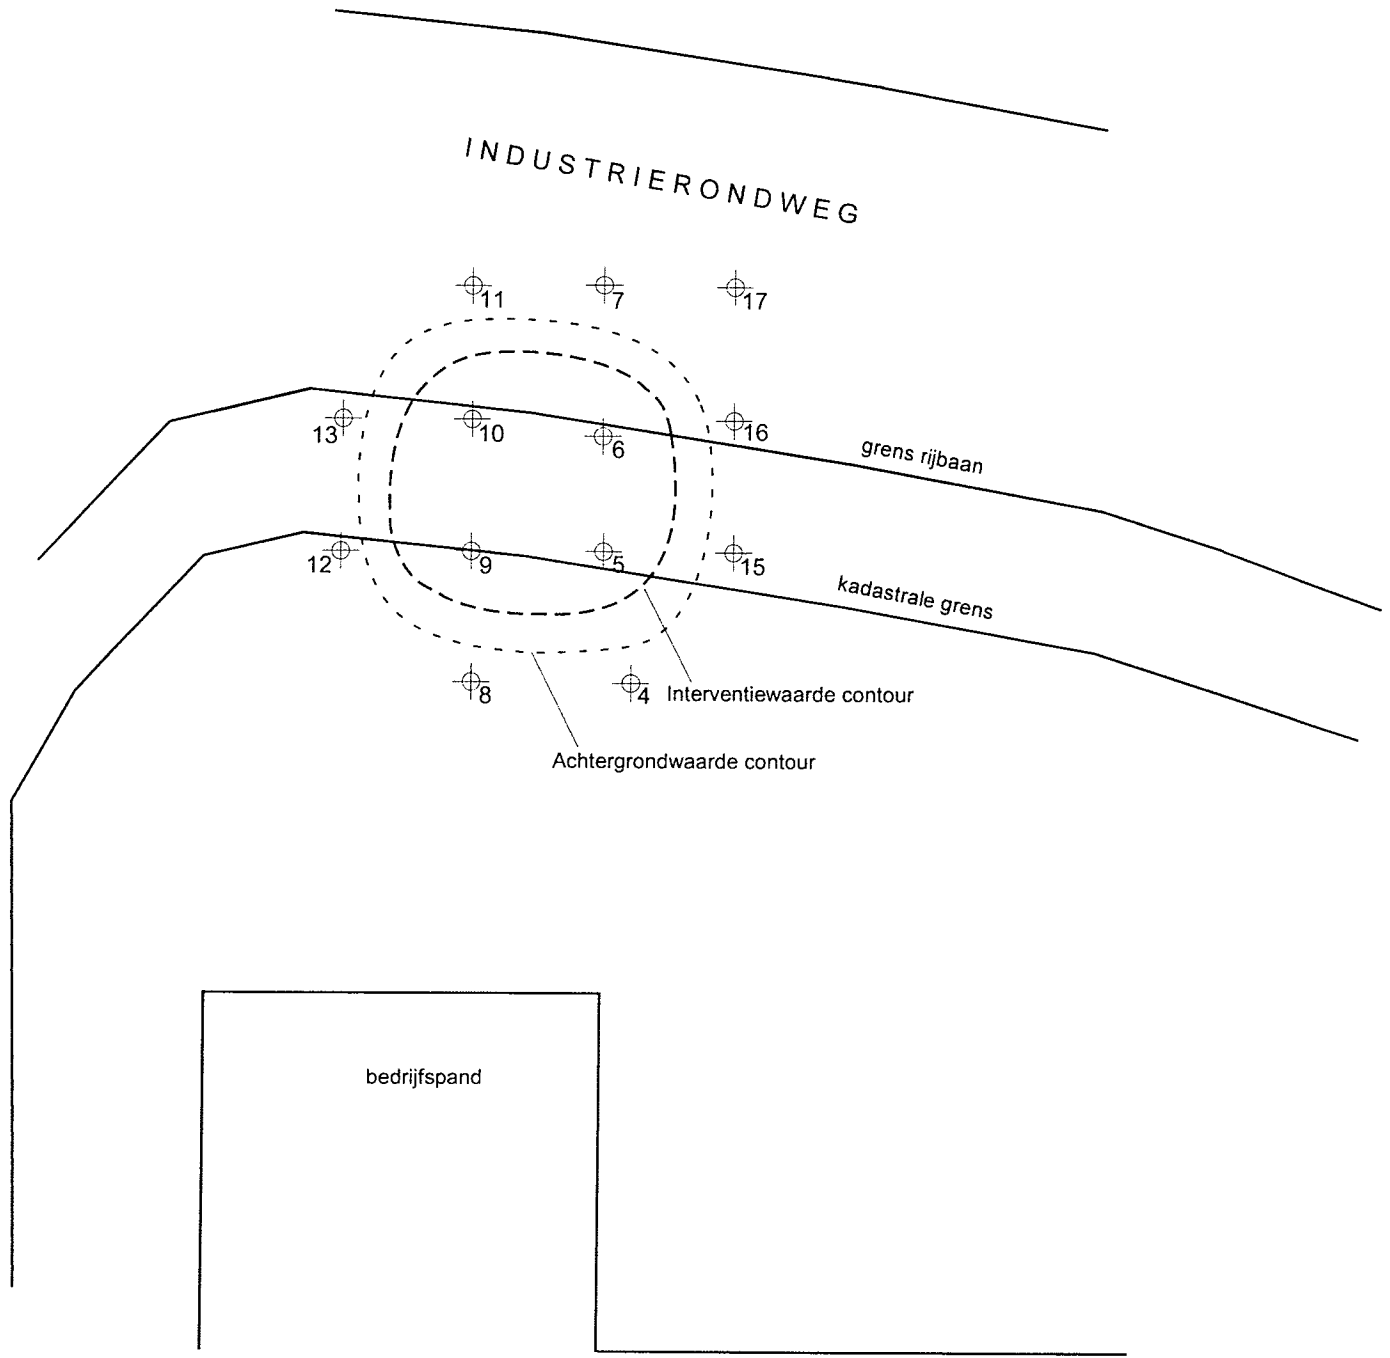 INDUSTRIERONDWEG
11
7
17
13
10
6
16
grens rijbaan
12
9
5
15
kadastrale grens
8
4
Interventiewaarde contour
Achtergrondwaarde contour
bedrijfspand